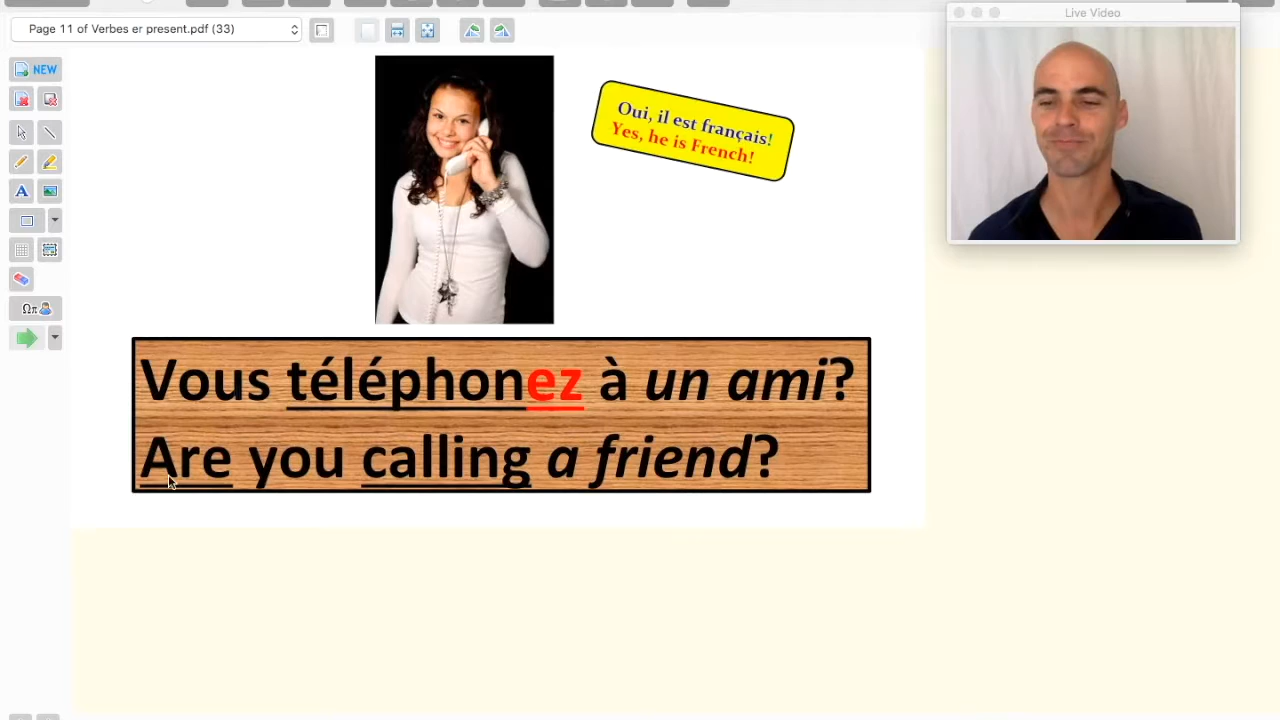 Page 11 of Verbes er present.pdf (33)
Live Video
NEW
A
Ωπ
Oui, il est français!
Yes, he is French!
Vous téléphonez à un ami?
Are you calling a friend?